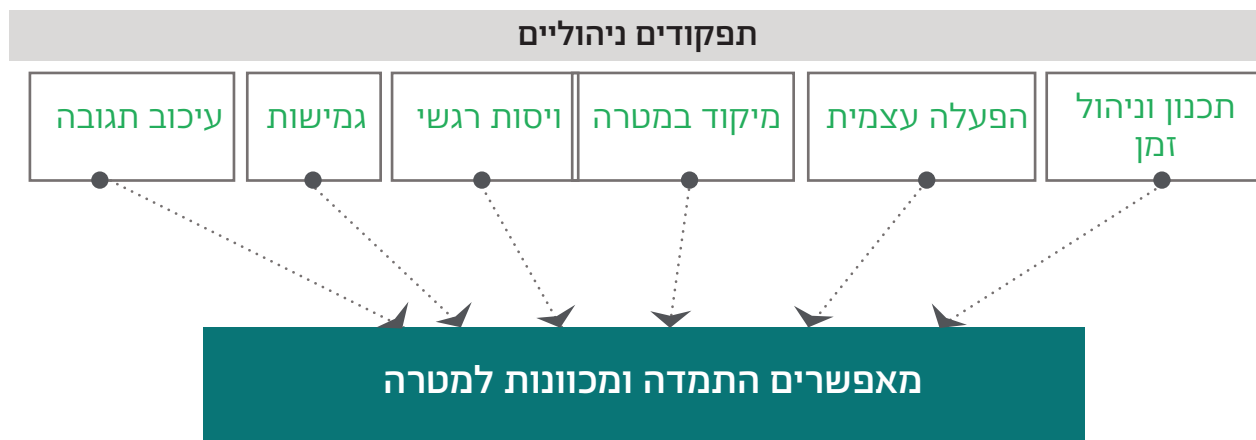 תפקודים ניהוליים
תכנון וניהול
זמן
הפעלה עצמית
מיקוד במטרה
ויסות רגשי
גמישות
עיכוב תגובה
מאפשרים התמדה ומכוונות למטרה